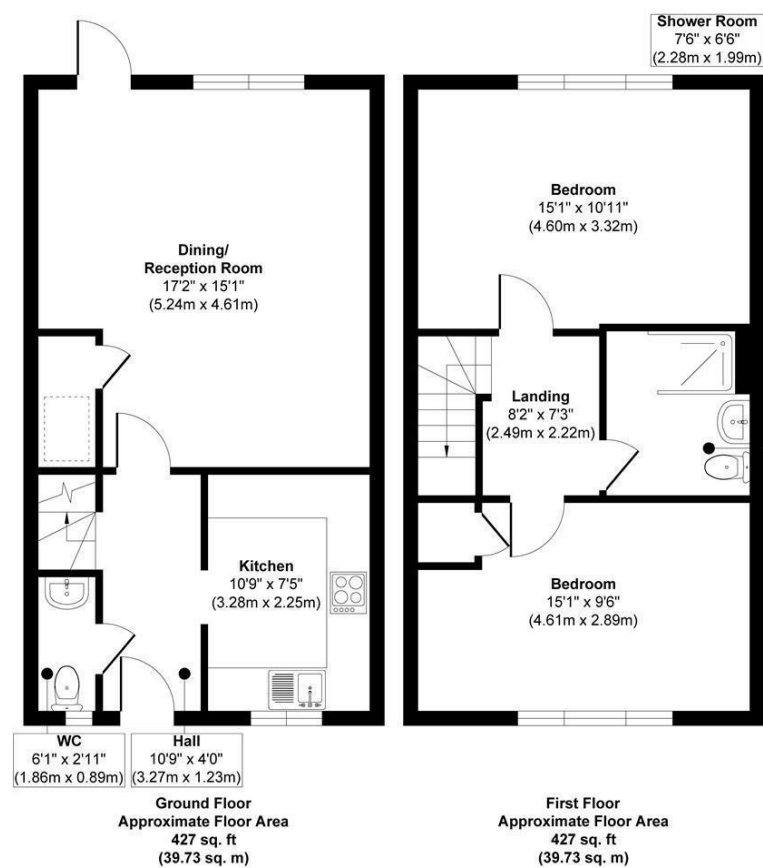 Shower Room
7'6" x 6'6"
(2.28m x 1.99m)
Dining/
Reception Room
17'2" x 15'1"
(5.24m x 4.61m)
Bedroom
15'1" x 10'11"
(4.60m x 3.32m)
Landing
8'2" x 7'3"
(2.49m x 2.22m)
Kitchen
10'9" x 7'5"
(3.28m x 2.25m)
Bedroom
15'1" x 9'6"
(4.61m x 2.89m)
WC
6'1" x 2'11"
(1.86m x 0.89m)
Hall
10'9" x 4'0"
(3.27m x 1.23m)
Ground Floor
Approximate Floor Area
427 sq. ft
(39.73 sq. m)
First Floor
Approximate Floor Area
427 sq. ft
(39.73 sq. m)